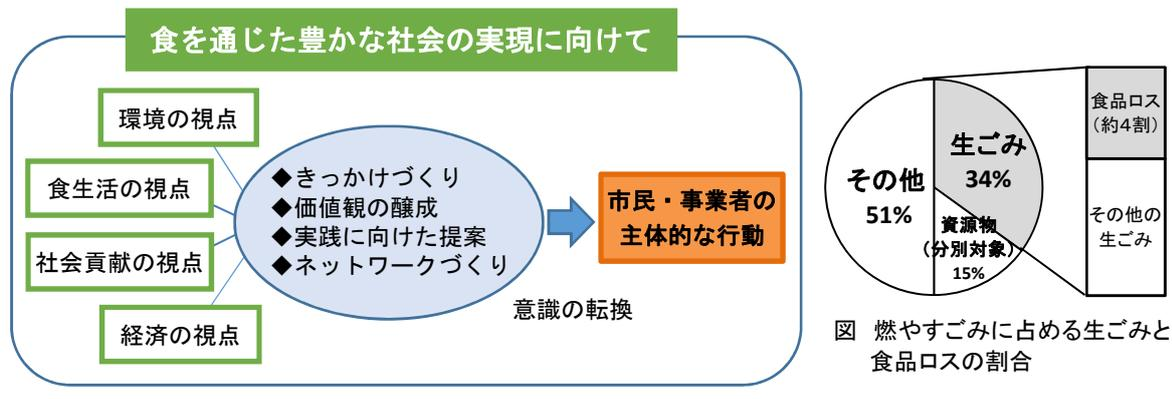 食を通じた豊かな社会の実現に向けて
環境の視点
食生活の視点
社会貢献の視点
経済の視点
◆きっかけづくり
◆価値観の醸成
◆実践に向けた提案
◆ネットワークづくり
意識の転換
市民・事業者の
主体的な行動
その他
51%
生ごみ
34%
資源物
(分別対象)
15%
食品ロス
(約4割)
その他の
生ごみ
図 燃やすごみに占める生ごみと
食品ロスの割合